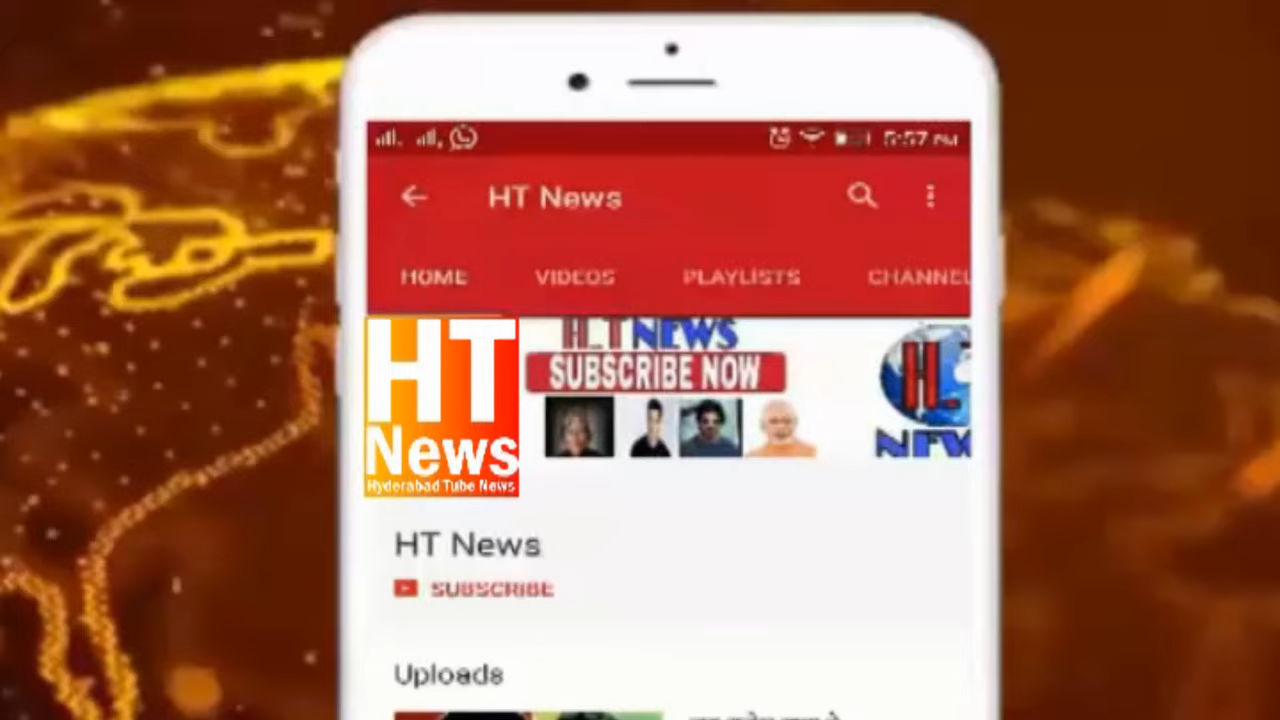 5:57 PM
HT News
HOME VIDEOS PLAYLISTS CHANNEL
HT
News
Hyderabad Tube News
H_T NEWS
SUBSCRIBE NOW
HT News
SUBSCRIBE
Uploads